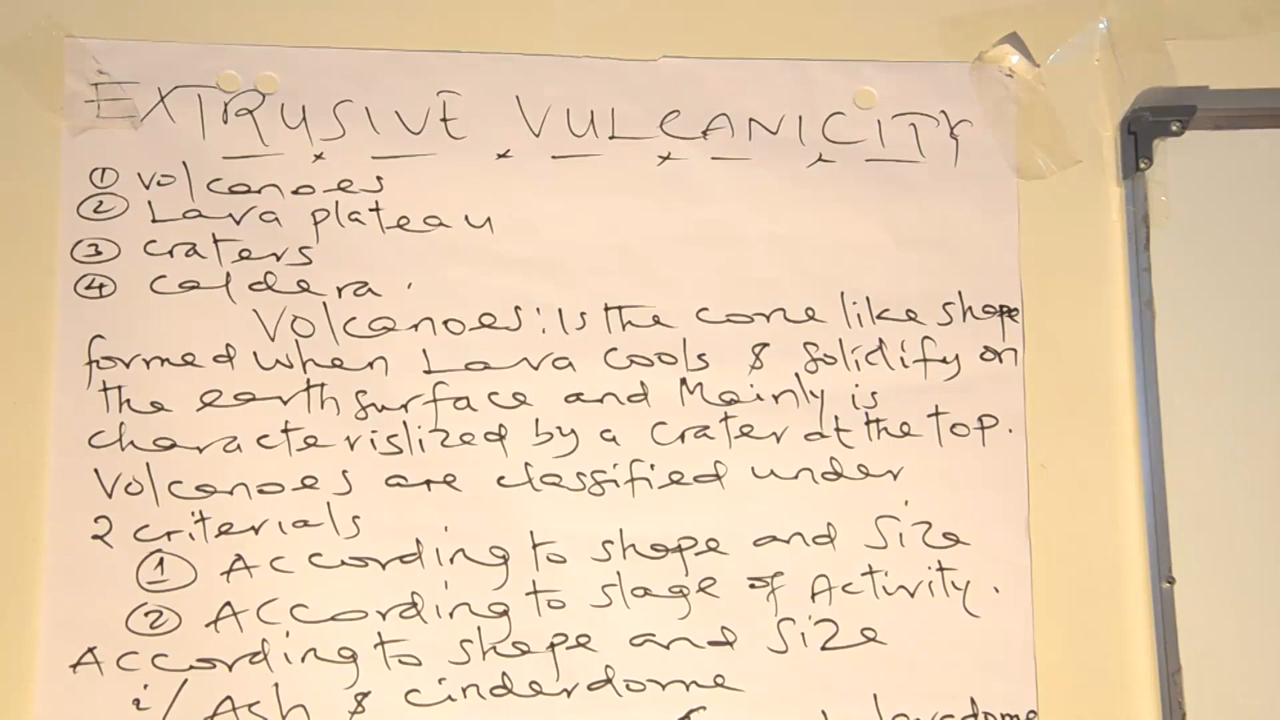 EXTRUSIVE VULCANICITY
① Volcanoes
② Lava plateau
③ craters
④ caldera.
Volcanoes: Is the cone like shape
formed when Lava cools & Solidify on
the earth surface and Mainly is
characterislized by a crater at the top.
Volcanoes are classified under
2 criterials
① According to shape and Size
② According to stage of Activity.
According to shape and Size
i/ Ash & cinderdome
lavadome